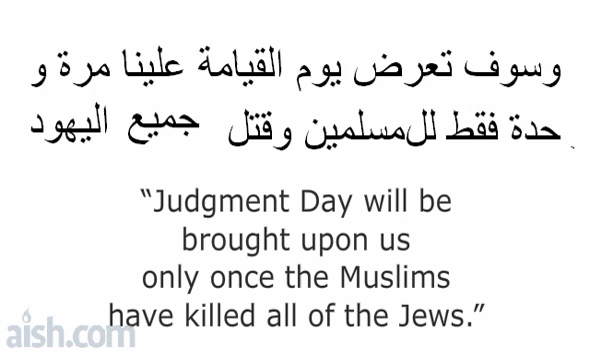 وسوف تعرض يوم القيامة علينا مرة و
حدة فقط للمسلمين وقتل جميع اليهود
“Judgment Day will be
brought upon us
only once the Muslims
have killed all of the Jews.”
aish.com